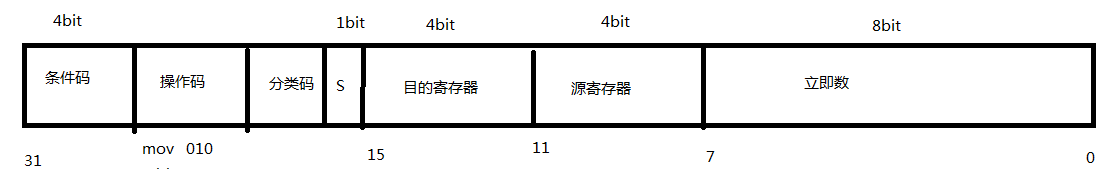 4bit 1bit 4bit 4bit 8bit
条件码 操作码 分类码 S 目的寄存器 源寄存器 立即数
31 mov 010 15 11 7 0